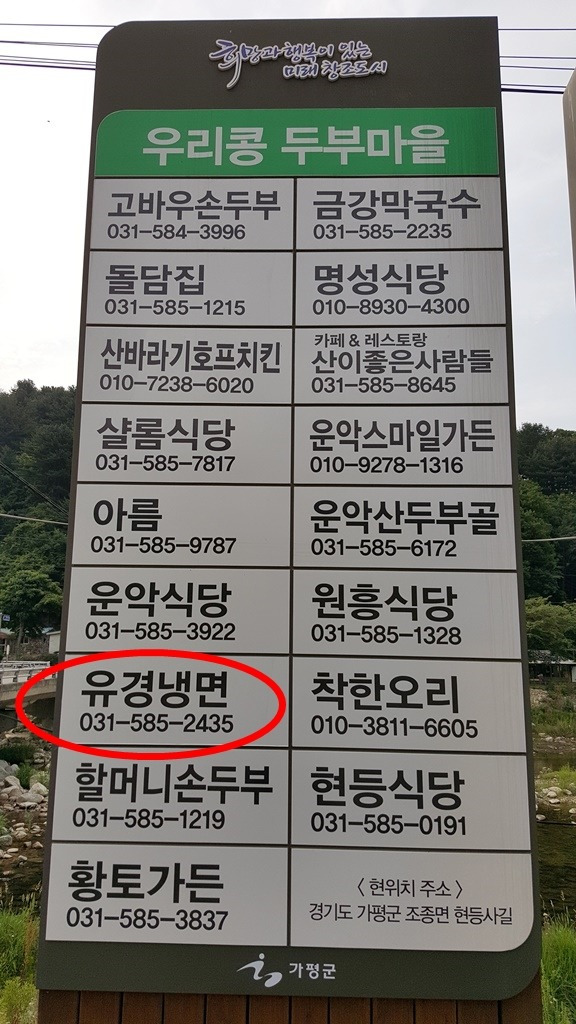 희망과 행복이 있는
미래 창조도시
우리콩 두부마을
고바우손두부
031-584-3996
금강막국수
031-585-2235
돌담집
031-585-1215
명성식당
010-8930-4300
산바라기호프치킨
010-7238-6020
카페 & 레스토랑
산이좋은사람들
031-585-8645
샬롬식당
031-585-7817
운악스마일가든
010-9278-1316
아름
031-585-9787
운악산두부골
031-585-6172
운악식당
031-585-3922
원흥식당
031-585-1328
유경냉면
031-585-2435
착한오리
010-3811-6605
할머니손두부
031-585-1219
현등식당
031-585-0191
황토가든
031-585-3837
〈 현위치 주소 〉
경기도 가평군 조종면 현등사길
가평군